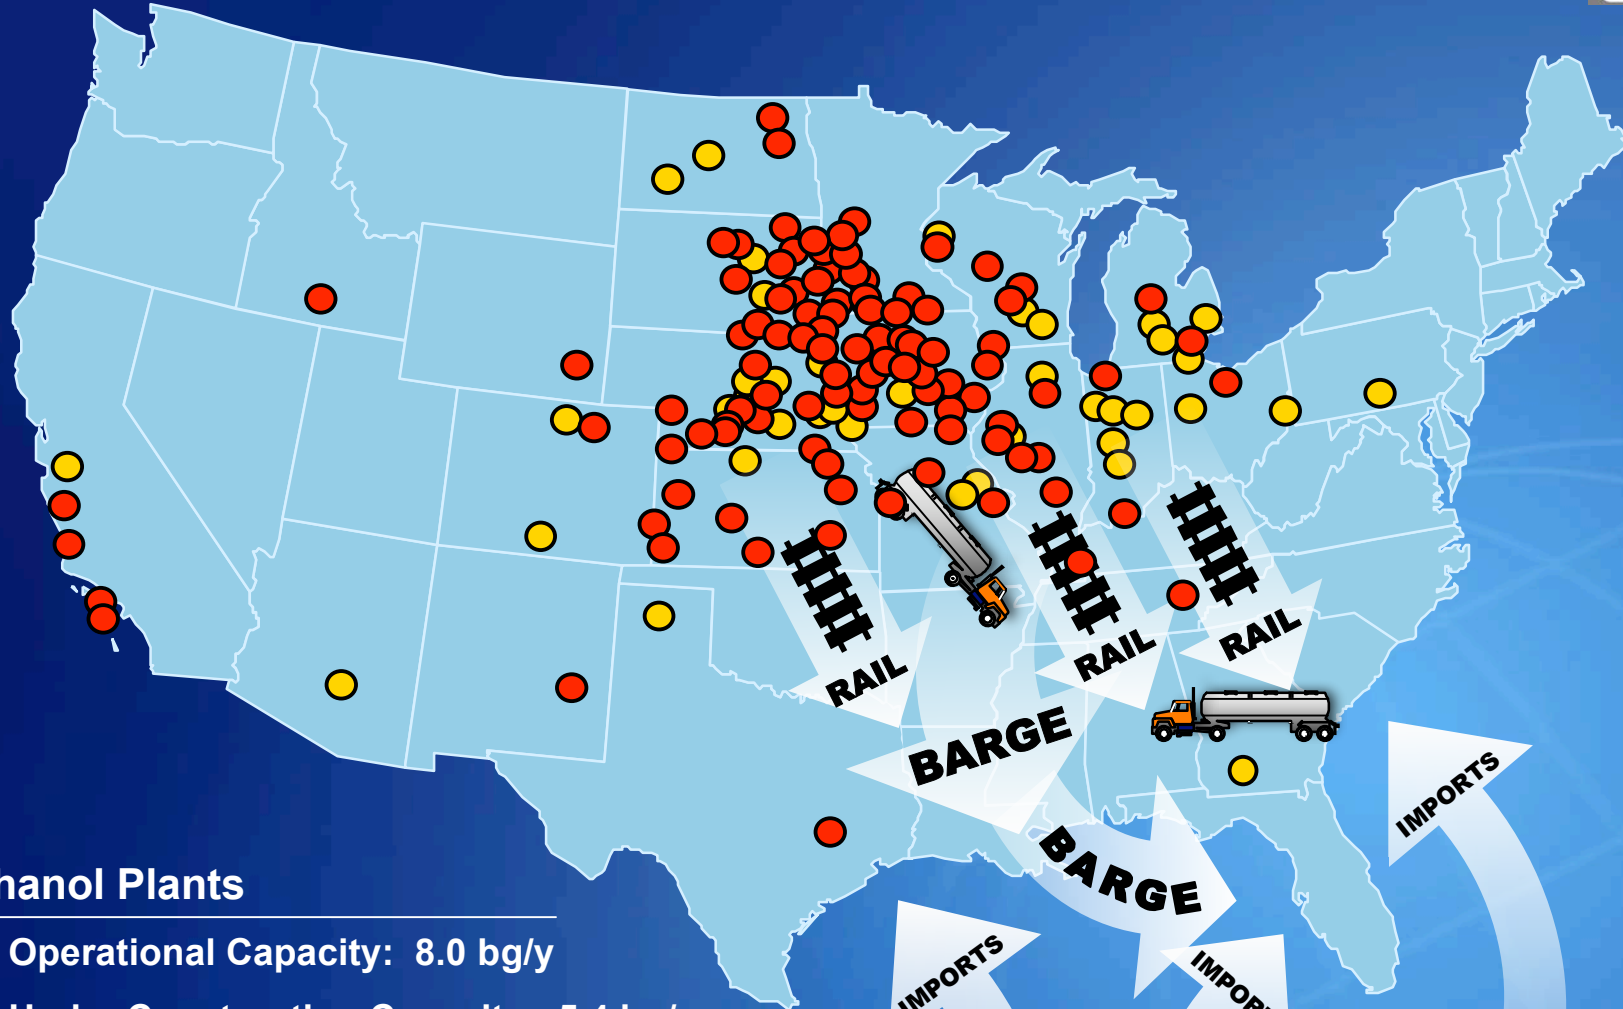 RAIL
RAIL
RAIL
BARGE
BARGE
IMPORTS
IMPORTS
hanol Plants
Operational Capacity: 8.0 bg/y